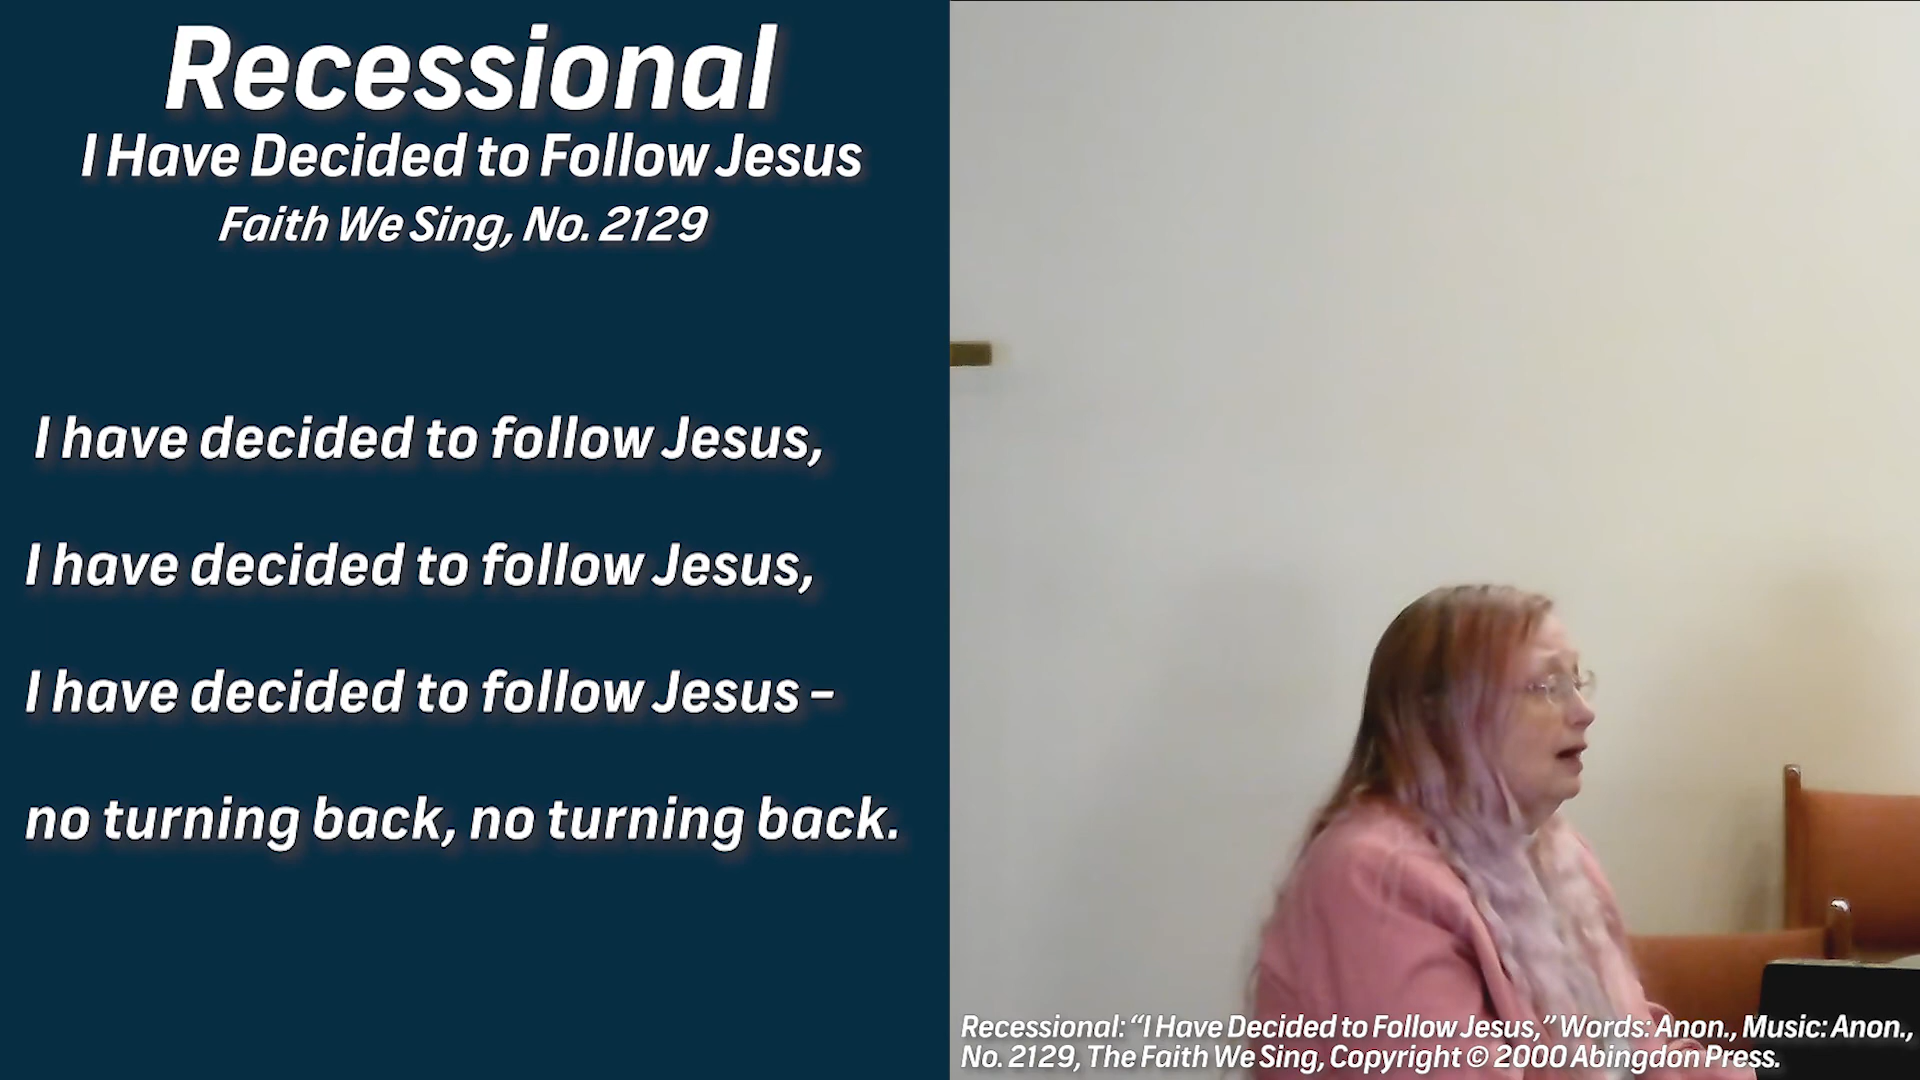 Recessional
I Have Decided to Follow Jesus
Faith We Sing, No. 2129
I have decided to follow Jesus,
I have decided to follow Jesus,
I have decided to follow Jesus –
no turning back, no turning back.
Recessional: “I Have Decided to Follow Jesus,” Words: Anon., Music: Anon.,
No. 2129, The Faith We Sing, Copyright © 2000 Abingdon Press.